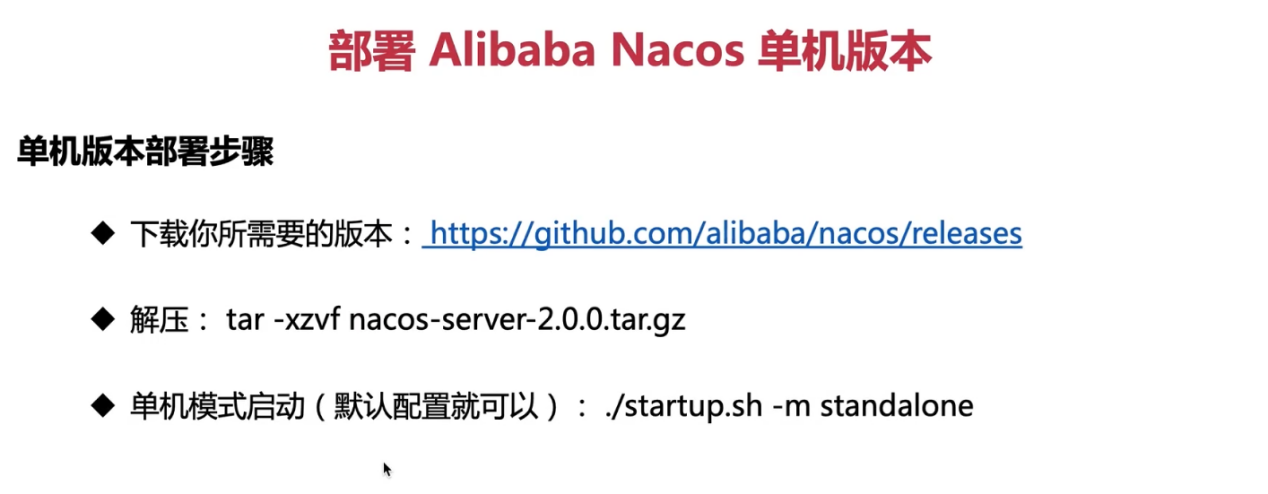 部署 Alibaba Nacos 单机版本
单机版本部署步骤
◆ 下载你所需要的版本： https://github.com/alibaba/nacos/releases
◆ 解压： tar -xzvf nacos-server-2.0.0.tar.gz
◆ 单机模式启动（默认配置就可以）： ./startup.sh -m standalone